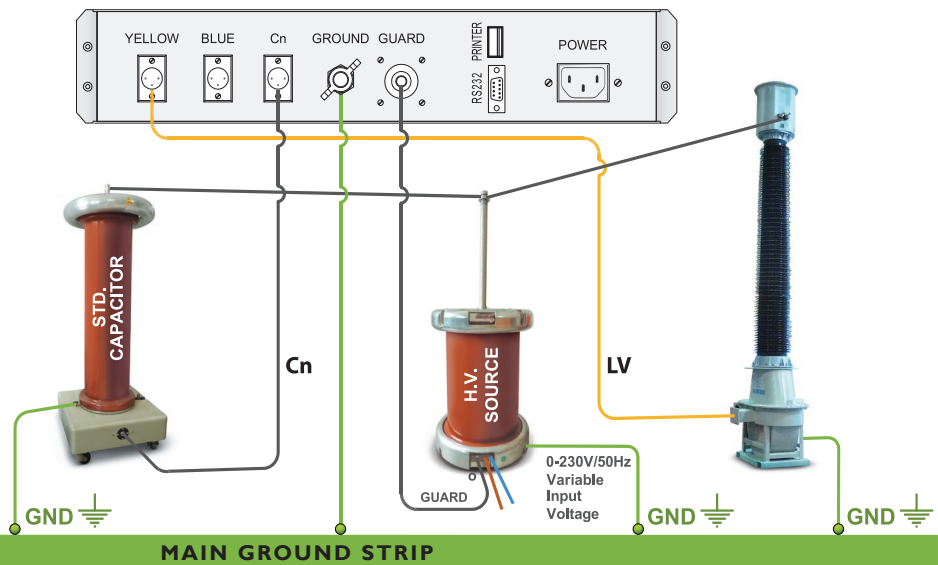 YELLOW
BLUE
Cn
GROUND
GUARD
PRINTER
RS232
POWER
STD.
CAPACITOR
Cn
H.V.
SOURCE
LV
GUARD
0-230V/50Hz
Variable
Input
Voltage
GND
GND
GND
MAIN GROUND STRIP